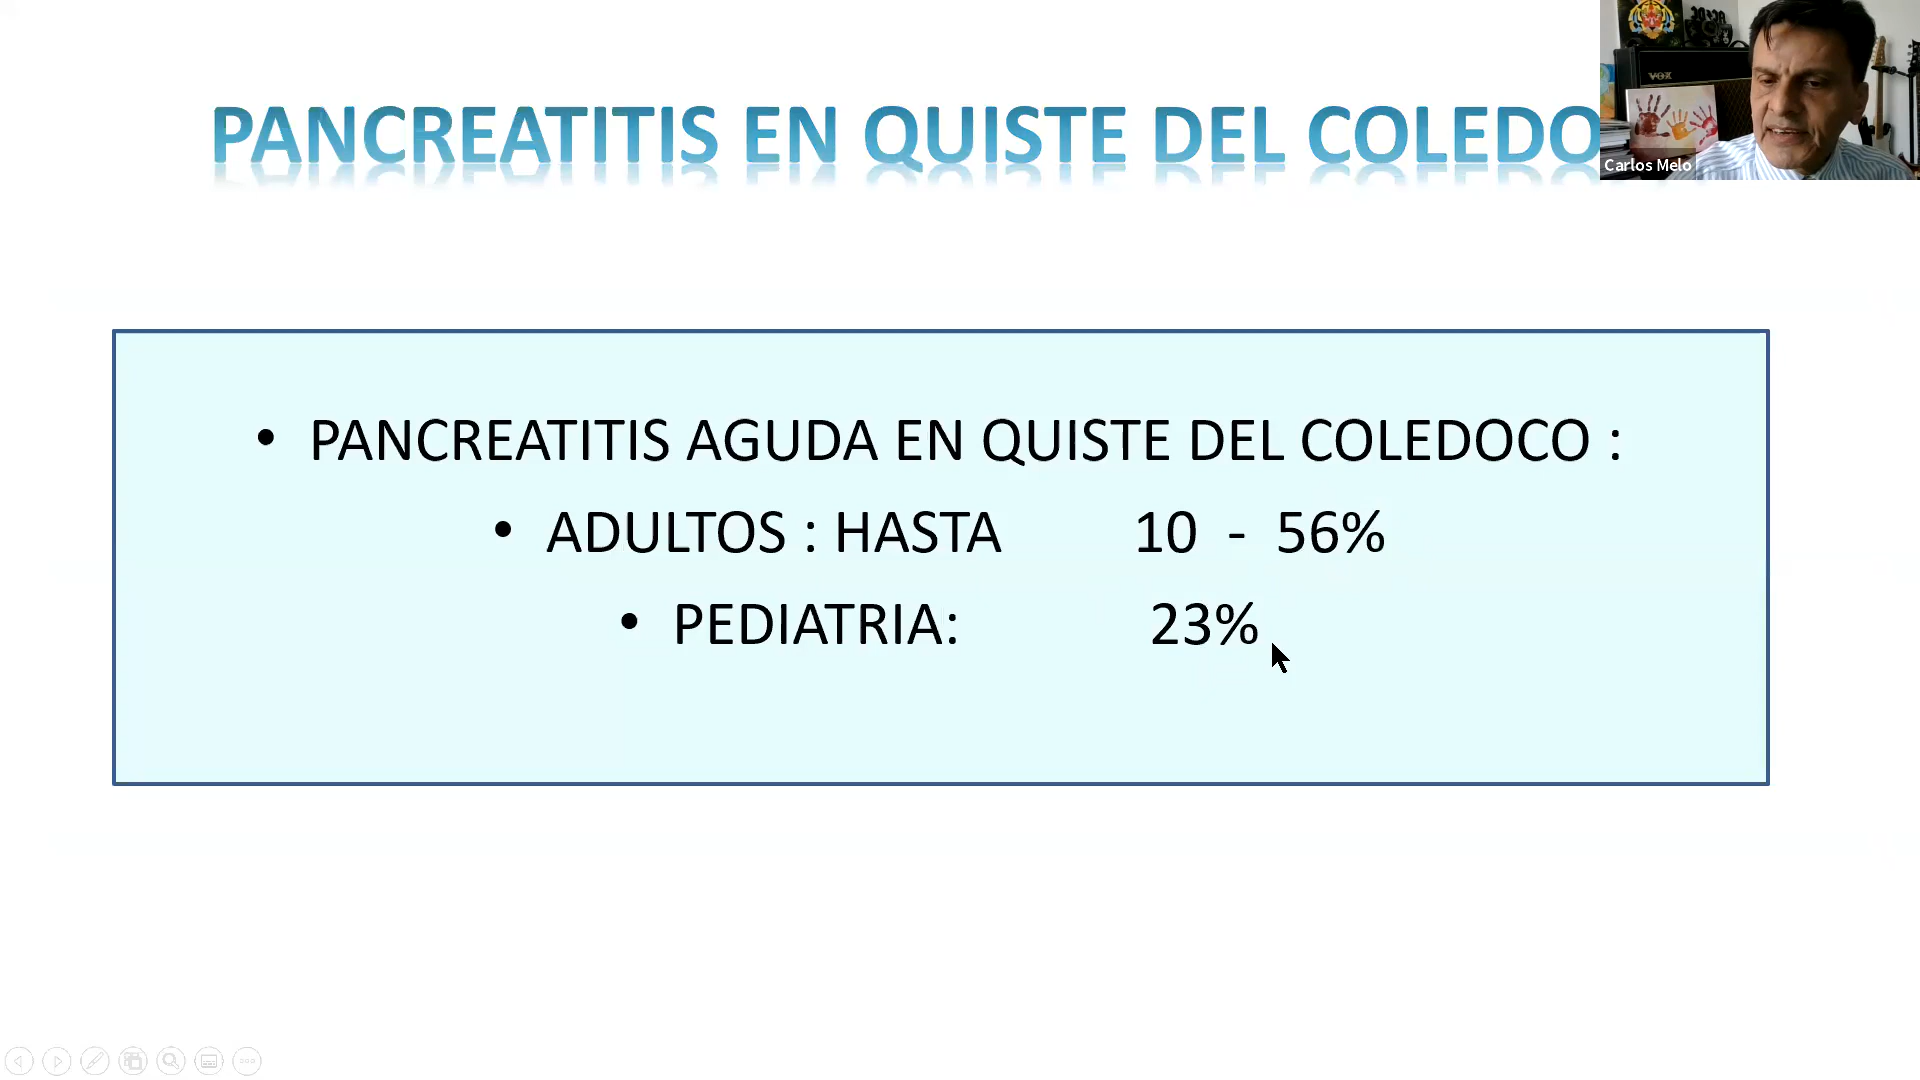 PANCREATITIS EN QUISTE DEL COLEDO
VOX
Carlos Melo
• PANCREATITIS AGUDA EN QUISTE DEL COLEDOCO :
• ADULTOS : HASTA 10 - 56%
• PEDIATRIA: 23%